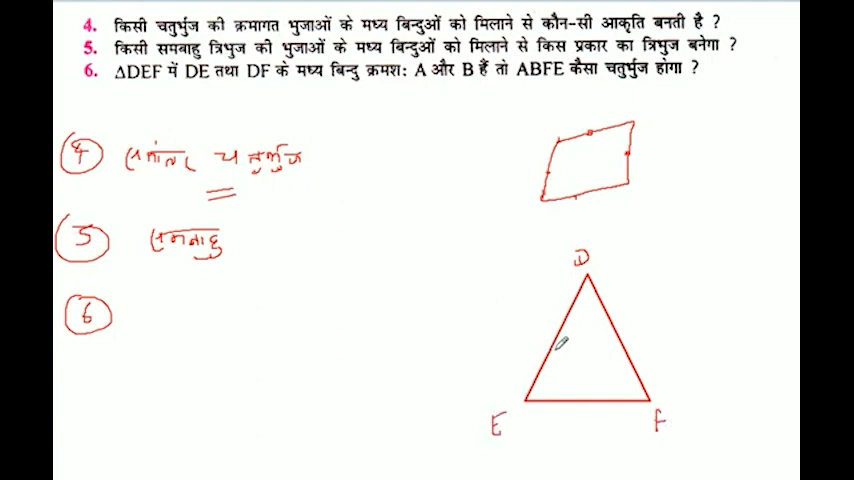 4. किसी चतुर्भुज की क्रमागत भुजाओं के मध्य बिन्दुओं को मिलाने से कौन-सी आकृति बनती है ?
5. किसी समबाहु त्रिभुज की भुजाओं के मध्य बिन्दुओं को मिलाने से किस प्रकार का त्रिभुज बनेगा ?
6. ΔDEF में DE तथा DF के मध्य बिन्दु क्रमश: A और B हैं तो ABFE कैसा चतुर्भुज होगा ?
4 समांतर चतुर्भुज
5 समबाहु
6
D
E F